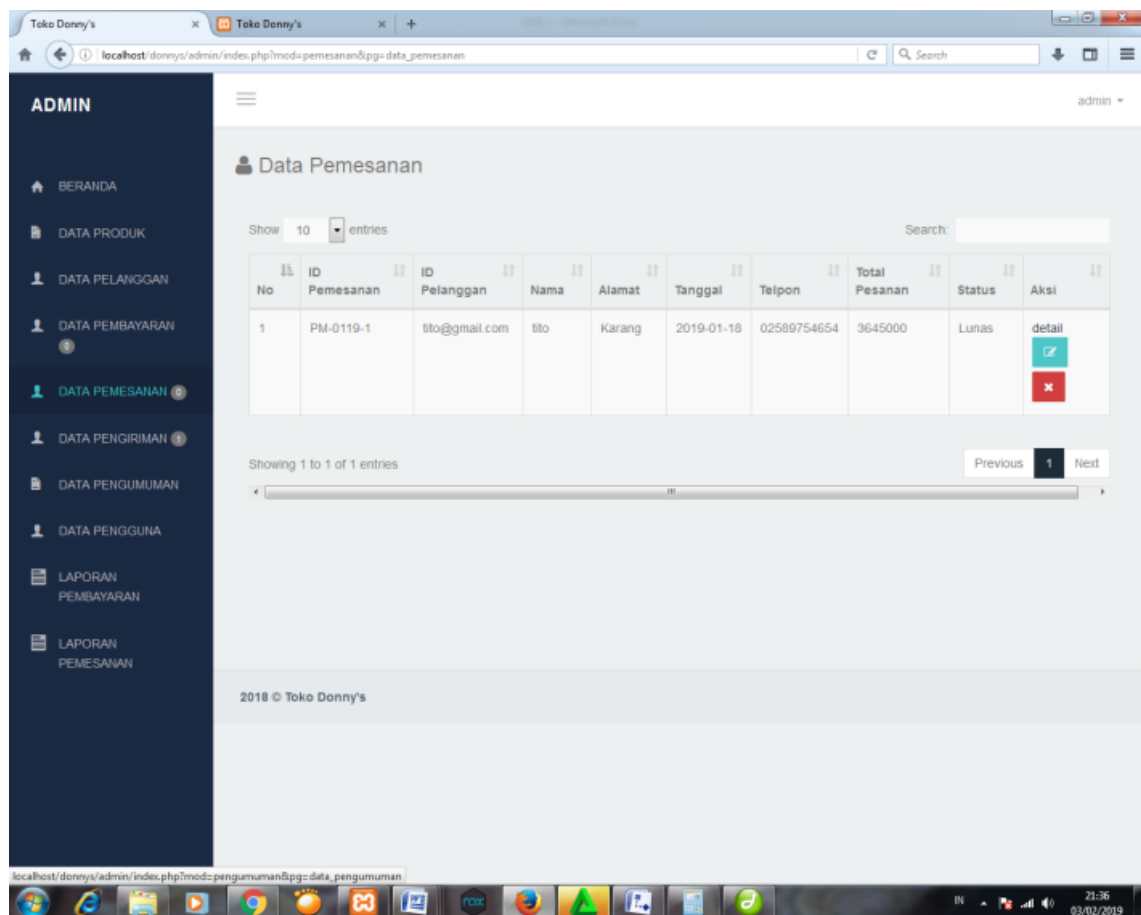 Toko Donny's × Toko Donny's × +
localhost/donnys/admin/index.php?mod=pemesanan&pg=data_pemesanan Search
ADMIN admin
Data Pemesanan
BERANDA
DATA PRODUK
DATA PELANGGAN
DATA PEMBAYARAN
0
DATA PEMESANAN 0
DATA PENGIRIMAN 1
DATA PENGUMUMAN
DATA PENGGUNA
LAPORAN
PEMBAYARAN
LAPORAN
PEMESANAN
Show 10 entries Search:
No ID Pemesanan ID Pelanggan Nama Alamat Tanggal Telpon Total Pesanan Status Aksi
1 PM-0119-1 tito@gmail.com tito Karang 2019-01-18 02589754654 3645000 Lunas detail
Showing 1 to 1 of 1 entries Previous 1 Next
2018 © Toko Donny's
localhost/donnys/admin/index.php?mod=pengumuman&pg=data_pengumuman
nox IN 21:36
03/02/2019